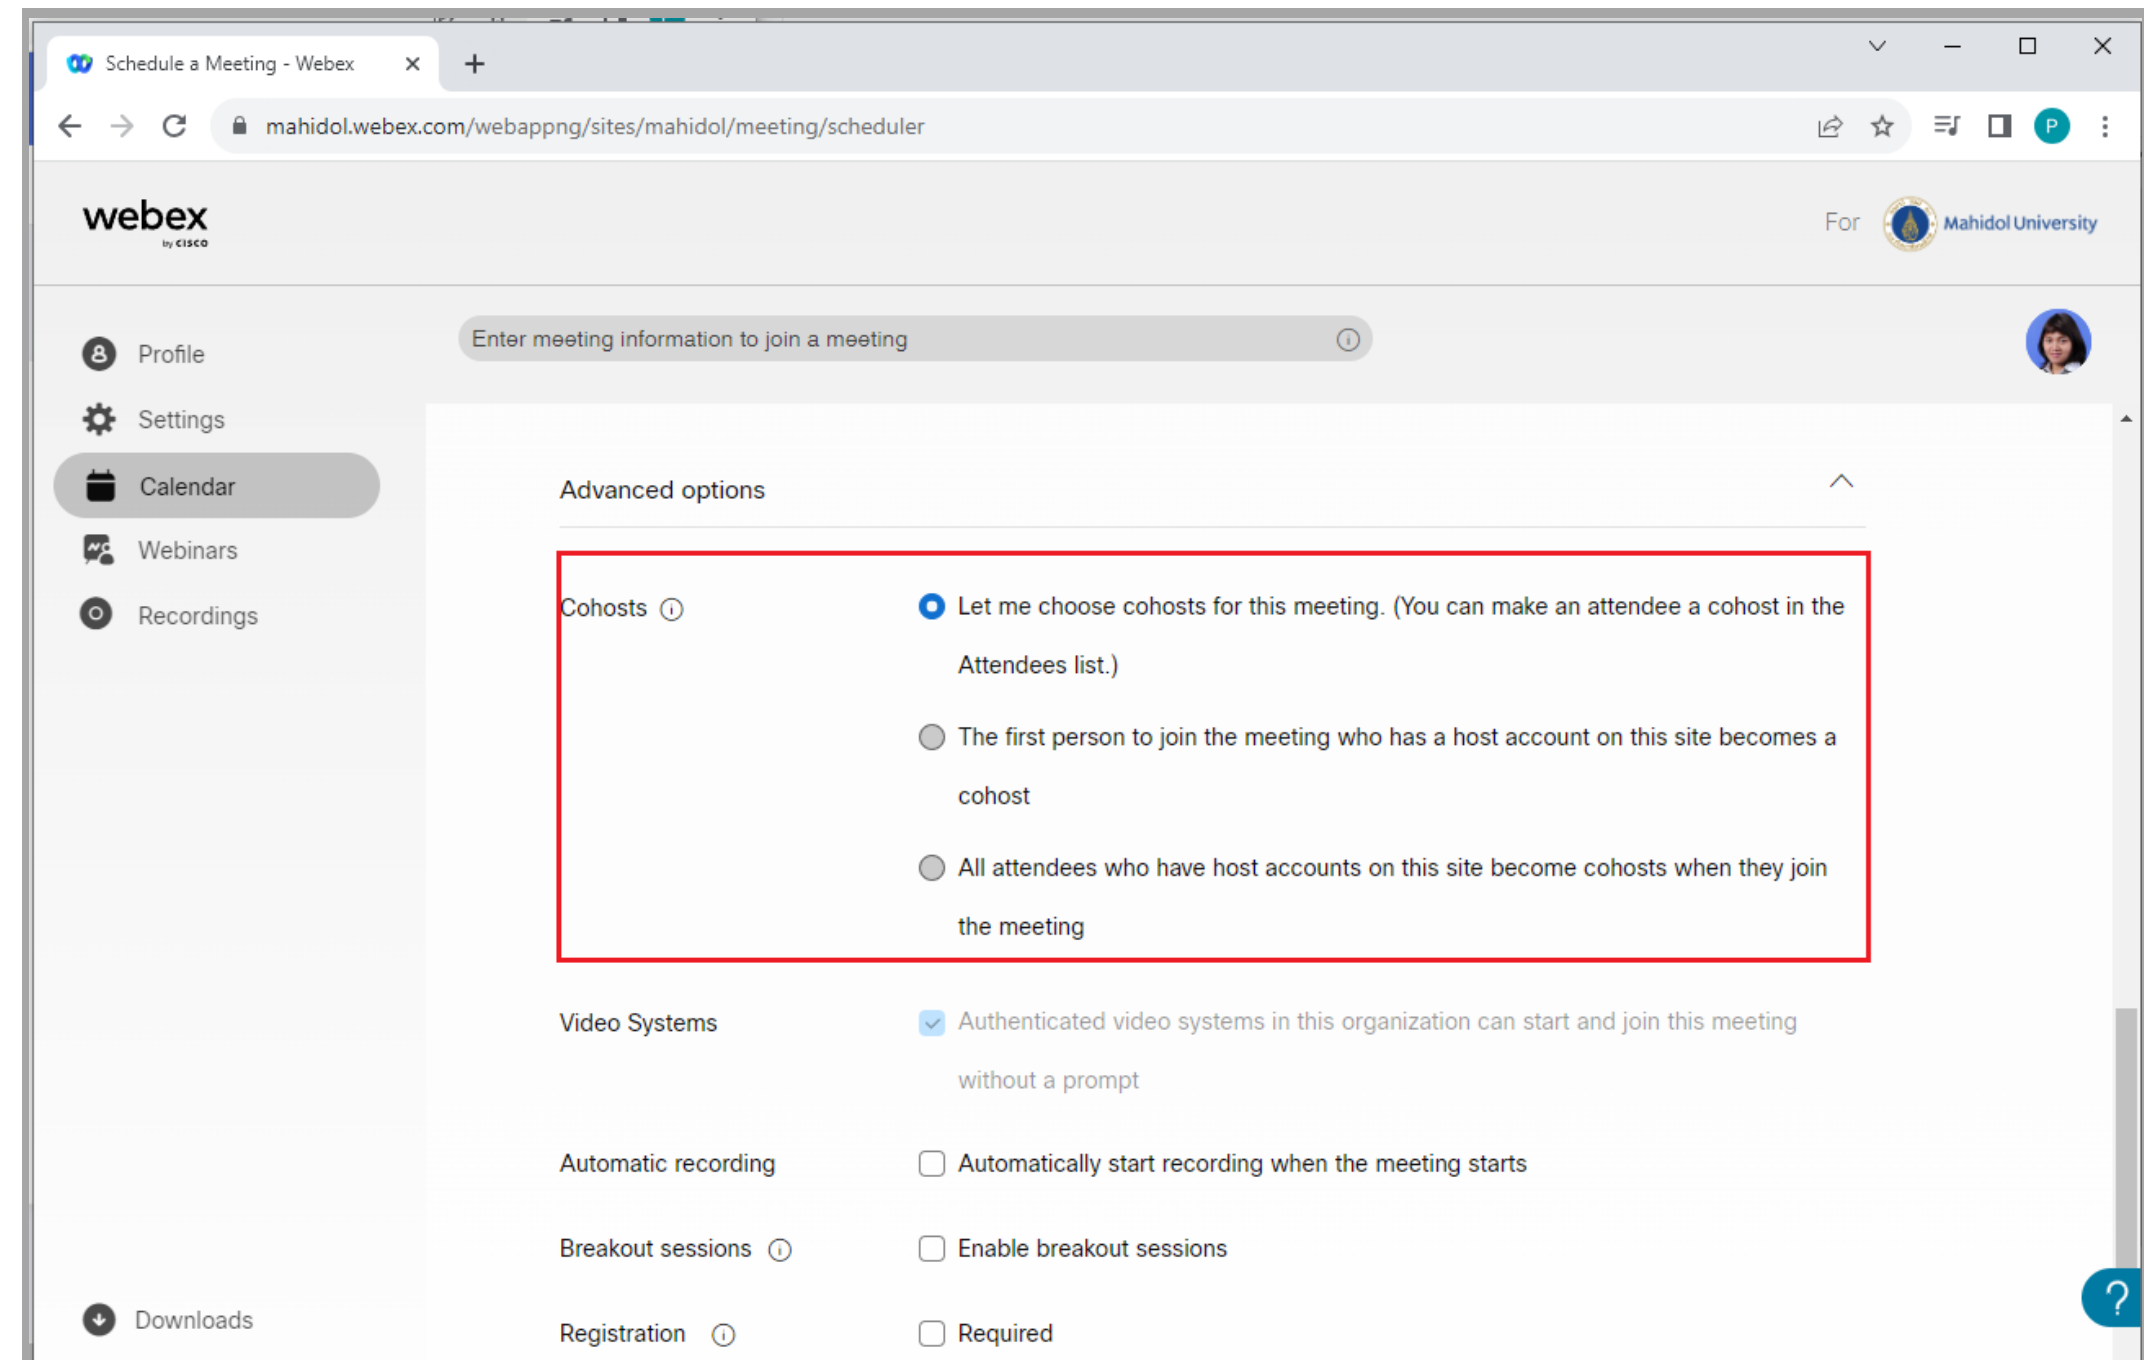 Schedule a Meeting - Webex
mahidol.webex.com/webappng/sites/mahidol/meeting/scheduler
P
webex
by CISCO
For
Mahidol University
Profile
Enter meeting information to join a meeting
Settings
Calendar
Webinars
Recordings
Advanced options
Cohosts
Let me choose cohosts for this meeting. (You can make an attendee a cohost in the
Attendees list.)
The first person to join the meeting who has a host account on this site becomes a
cohost
All attendees who have host accounts on this site become cohosts when they join
the meeting
Video Systems
Authenticated video systems in this organization can start and join this meeting
without a prompt
Automatic recording
Automatically start recording when the meeting starts
Breakout sessions
Enable breakout sessions
Registration
Required
Downloads
?